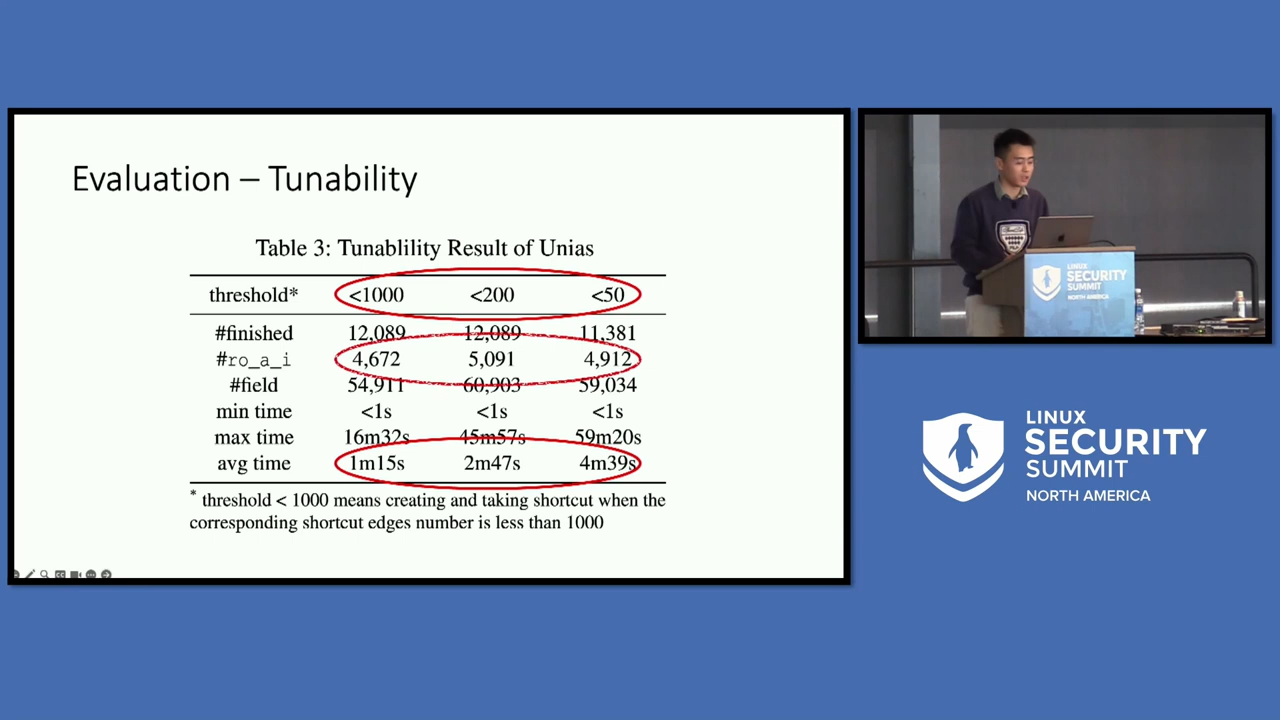 Evaluation – Tunability
Table 3: Tunablility Result of Unias
threshold* <1000 <200 <50
#finished 12,089 12,089 11,381
#ro_a_i 4,672 5,091 4,912
#field 54,911 60,903 59,034
min time <1s <1s <1s
max time 16m32s 45m57s 59m20s
avg time 1m15s 2m47s 4m39s
* threshold < 1000 means creating and taking shortcut when the
corresponding shortcut edges number is less than 1000
LINUX
SECURITY
SUMMIT
NORTH AMERICA
LINUX
SECURITY
SUMMIT
NORTH AMERICA